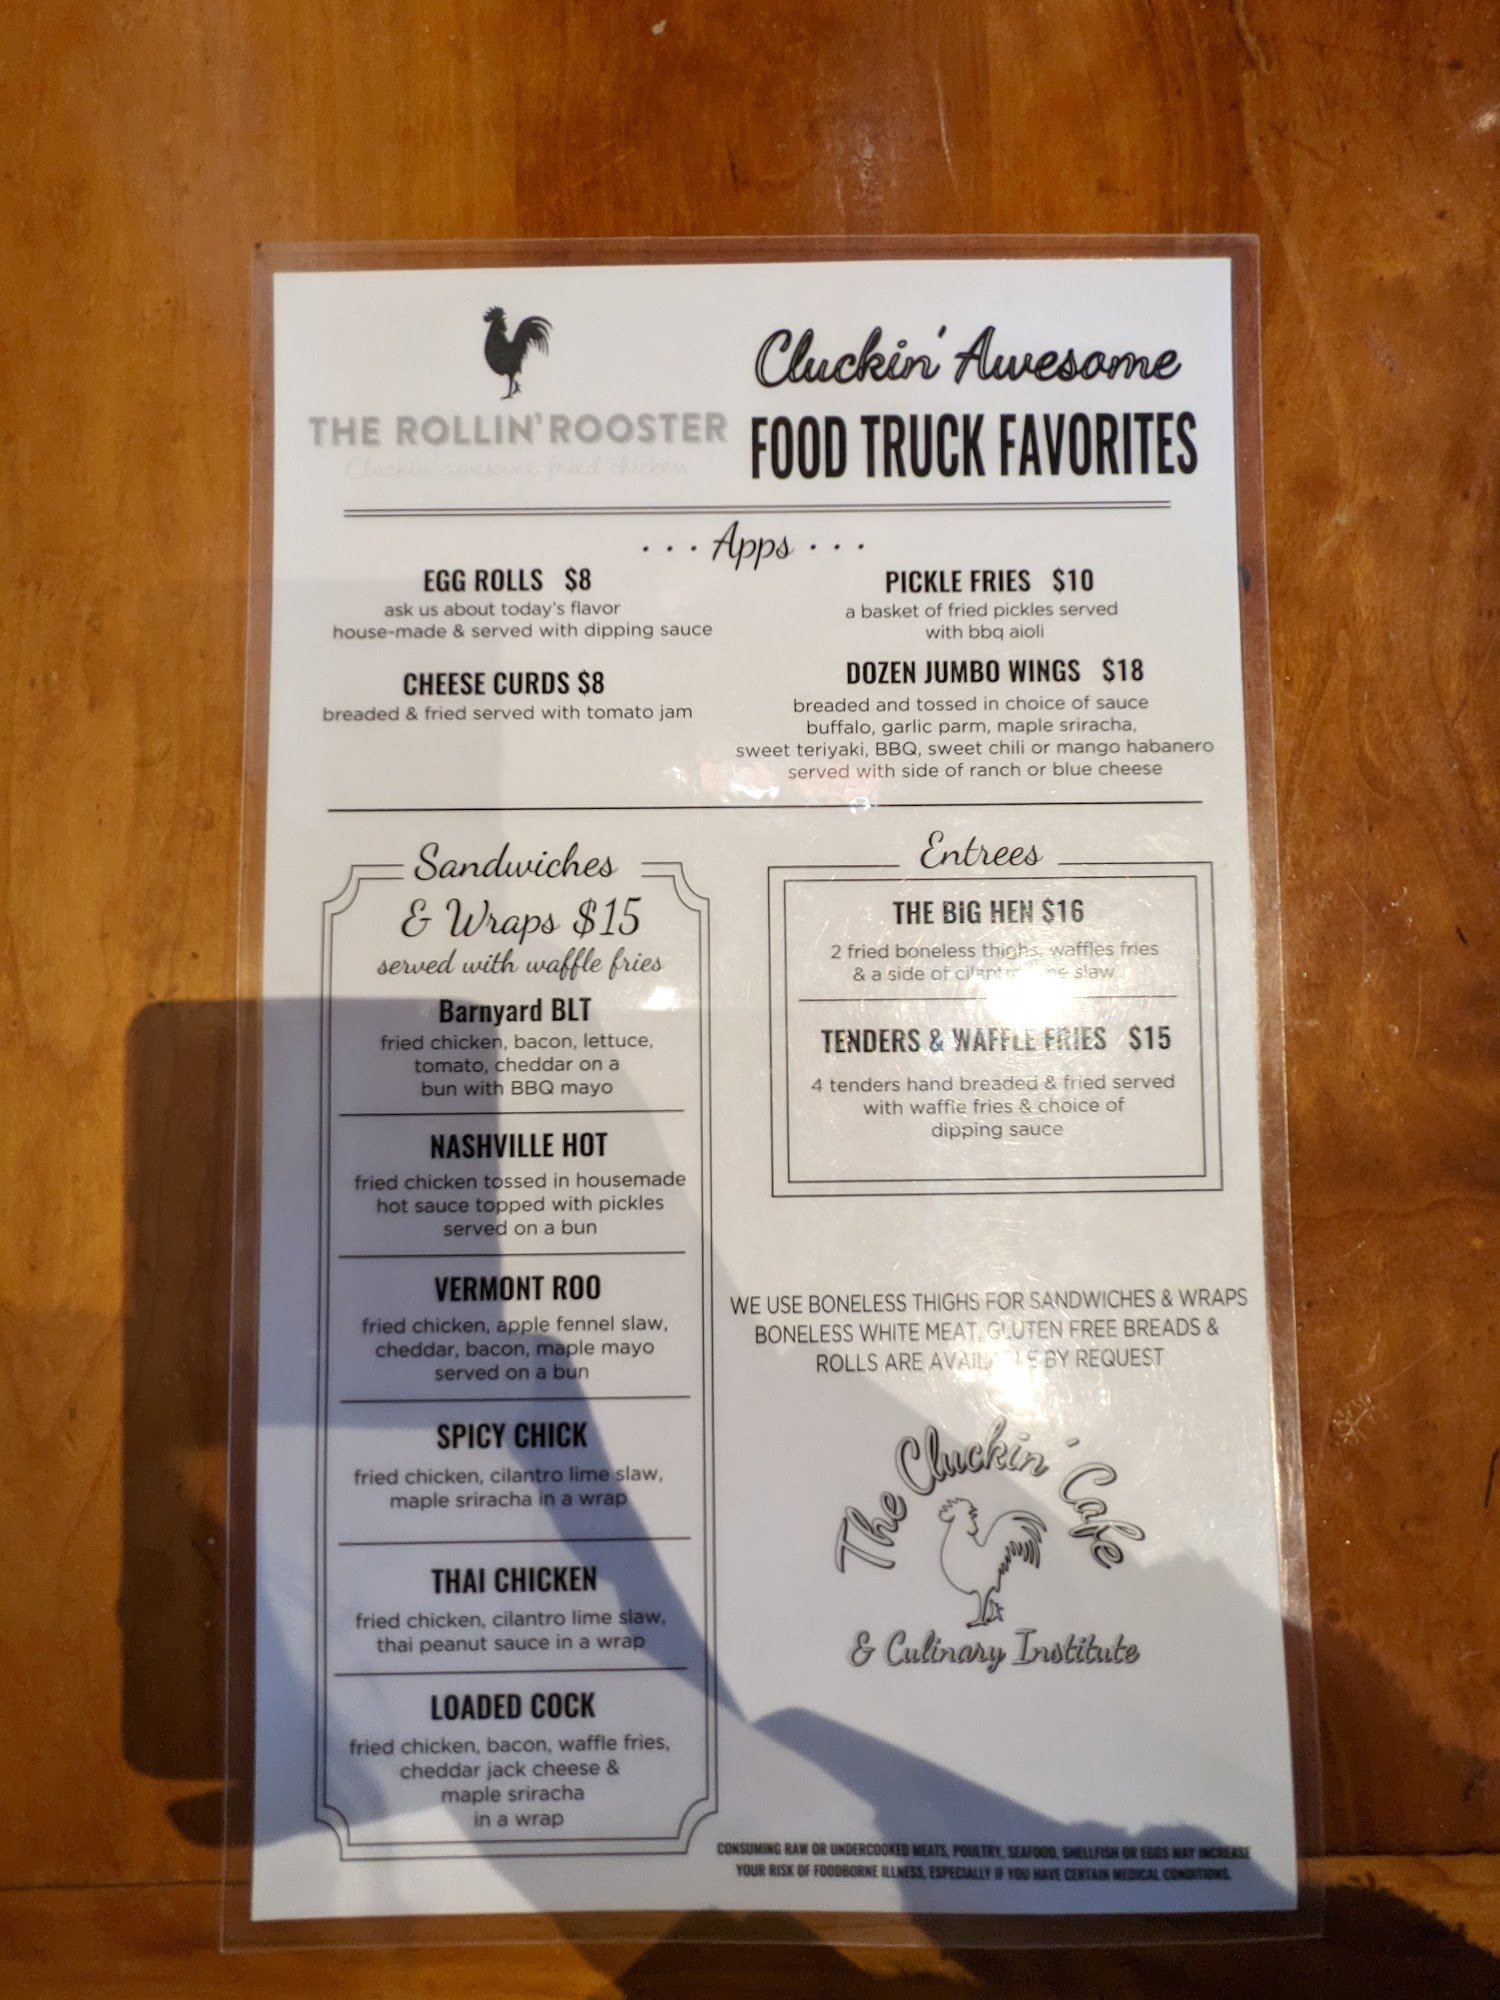 THE ROLLIN' ROOSTER
Cluckin' awesome fried chicken
Cluckin' Awesome
FOOD TRUCK FAVORITES
• • • Apps • • •
EGG ROLLS $8
ask us about today's flavor
house-made & served with dipping sauce
CHEESE CURDS $8
breaded & fried served with tomato jam
PICKLE FRIES $10
a basket of fried pickles served
with bbq aioli
DOZEN JUMBO WINGS $18
breaded and tossed in choice of sauce
buffalo, garlic parm, maple sriracha,
sweet teriyaki, BBQ, sweet chili or mango habanero
served with side of ranch or blue cheese
Sandwiches
& Wraps $15
served with waffle fries
Barnyard BLT
fried chicken, bacon, lettuce,
tomato, cheddar on a
bun with BBQ mayo
NASHVILLE HOT
fried chicken tossed in housemade
hot sauce topped with pickles
served on a bun
VERMONT ROO
fried chicken, apple fennel slaw,
cheddar, bacon, maple mayo
served on a bun
SPICY CHICK
fried chicken, cilantro lime slaw,
maple sriracha in a wrap
THAI CHICKEN
fried chicken, cilantro lime slaw,
thai peanut sauce in a wrap
LOADED COCK
fried chicken, bacon, waffle fries,
cheddar jack cheese &
maple sriracha
in a wrap
Entrees
THE BIG HEN $16
2 fried boneless thighs, waffles fries
& a side of cilantro lime slaw
TENDERS & WAFFLE FRIES $15
4 tenders hand breaded & fried served
with waffle fries & choice of
dipping sauce
WE USE BONELESS THIGHS FOR SANDWICHES & WRAPS
BONELESS WHITE MEAT, GLUTEN FREE BREADS &
ROLLS ARE AVAILABLE BY REQUEST
The Cluckin' Cafe
& Culinary Institute
CONSUMING RAW OR UNDERCOOKED MEATS, POULTRY, SEAFOOD, SHELLFISH OR EGGS MAY INCREASE
YOUR RISK OF FOODBORNE ILLNESS, ESPECIALLY IF YOU HAVE CERTAIN MEDICAL CONDITIONS.